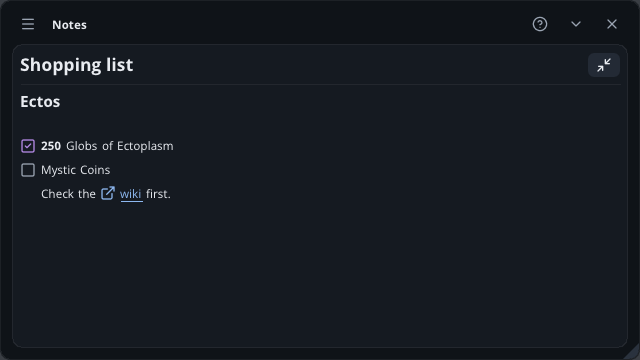 Notes
Shopping list
Ectos
250 Globs of Ectoplasm
Mystic Coins
Check the wiki first.